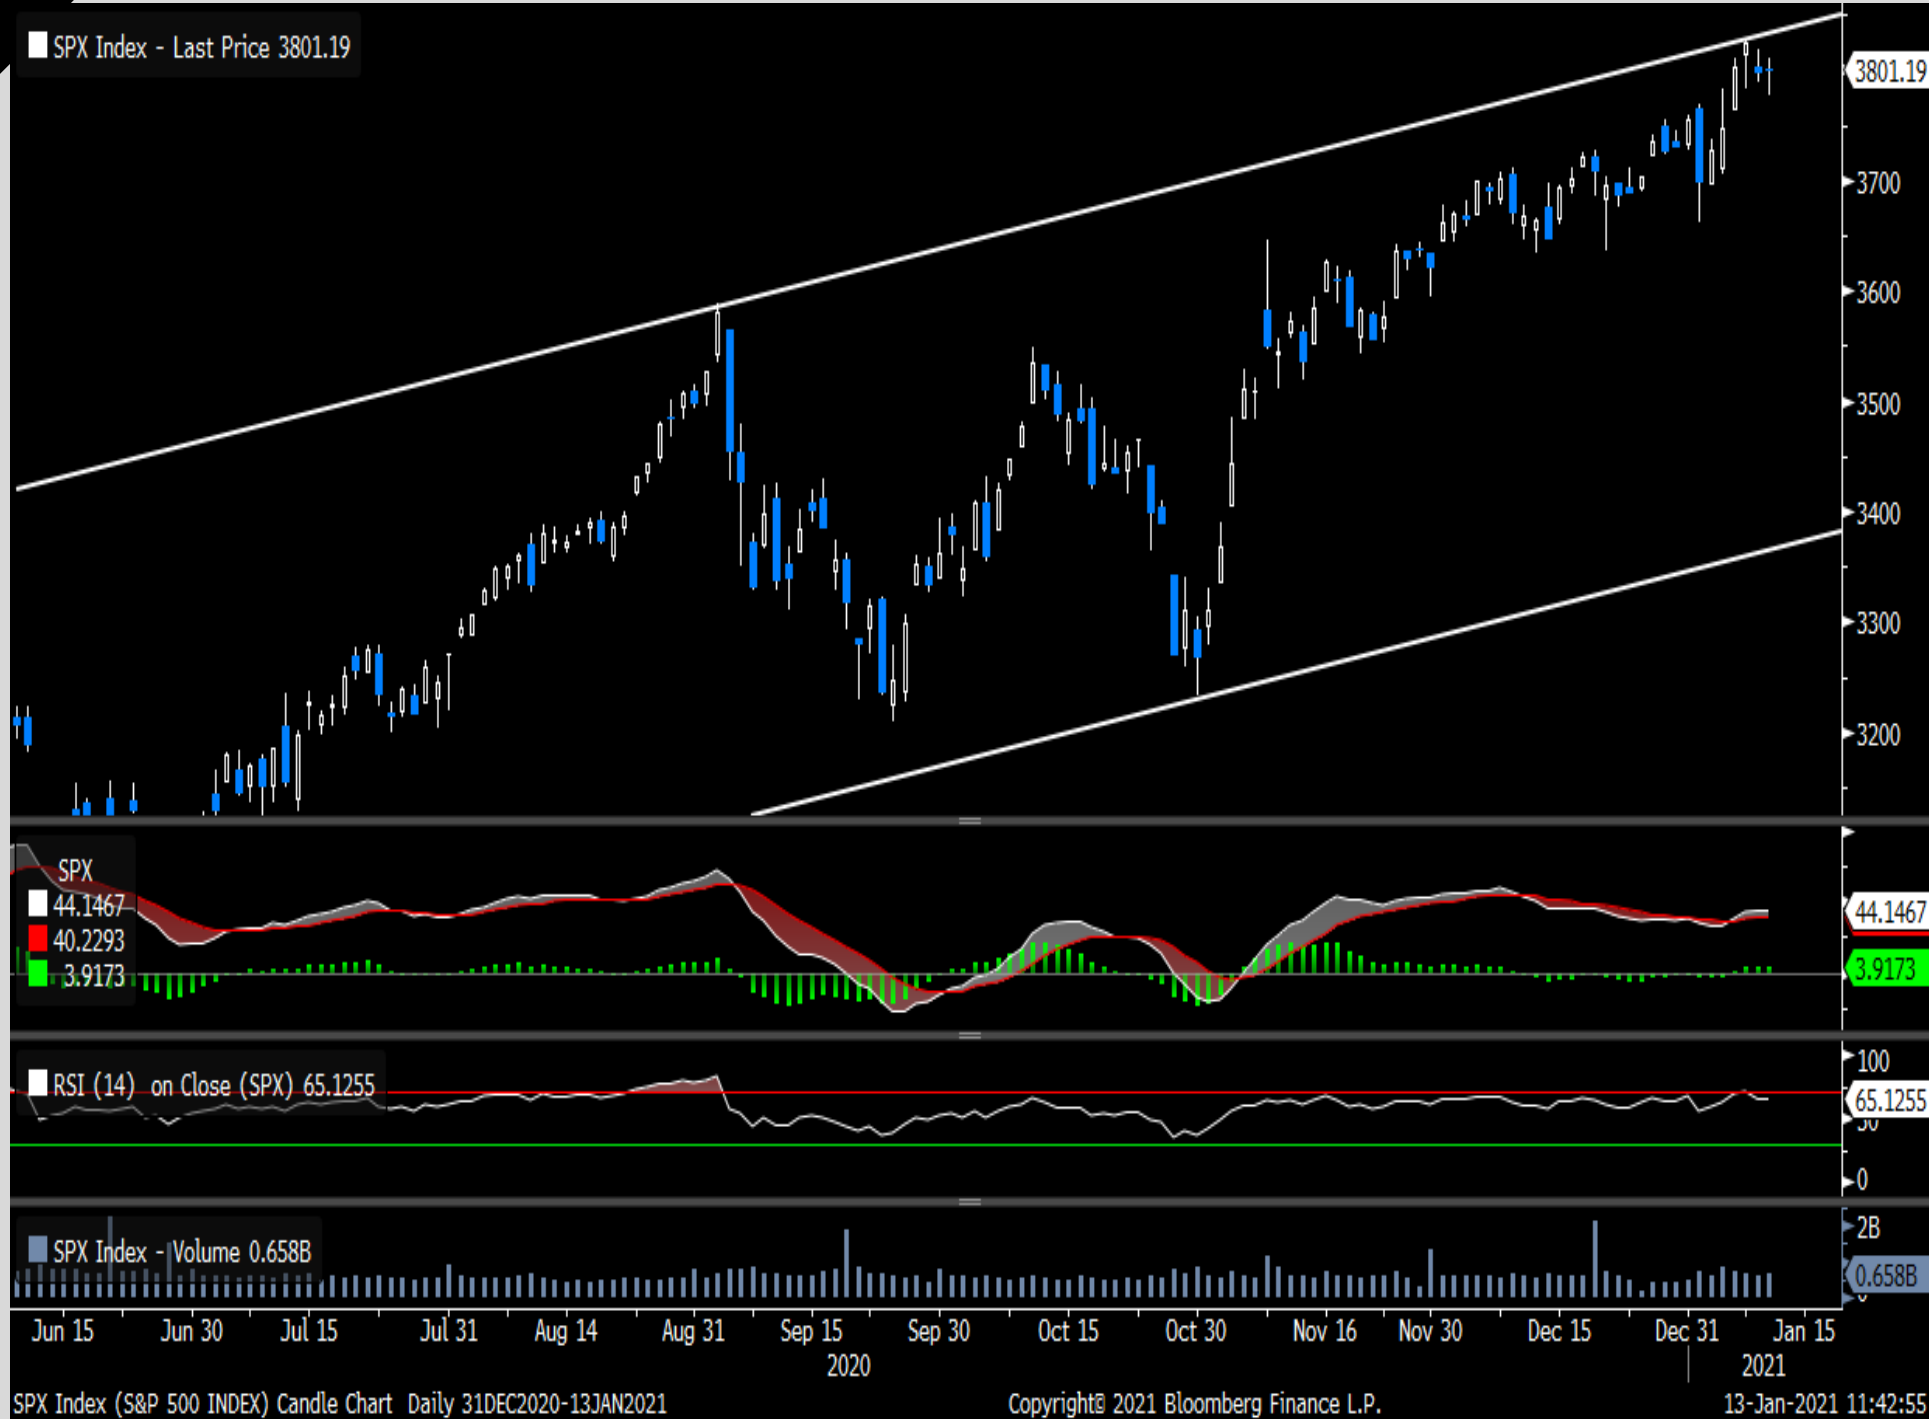 SPX Index - Last Price 3801.19
3801.19
3700
3600
3500
3400
3300
3200
SPX
44.1467
40.2293
3.9173
44.1467
3.9173
RSI (14) on Close (SPX) 65.1255
100
65.1255
50
0
SPX Index - Volume 0.658B
2B
0.658B
0
Jun 15 Jun 30 Jul 15 Jul 31 Aug 14 Aug 31 Sep 15 Sep 30 Oct 15 Oct 30 Nov 16 Nov 30 Dec 15 Dec 31 Jan 15
2020 2021
SPX Index (S&P 500 INDEX) Candle Chart Daily 31DEC2020-13JAN2021 Copyright© 2021 Bloomberg Finance L.P. 13-Jan-2021 11:42:55